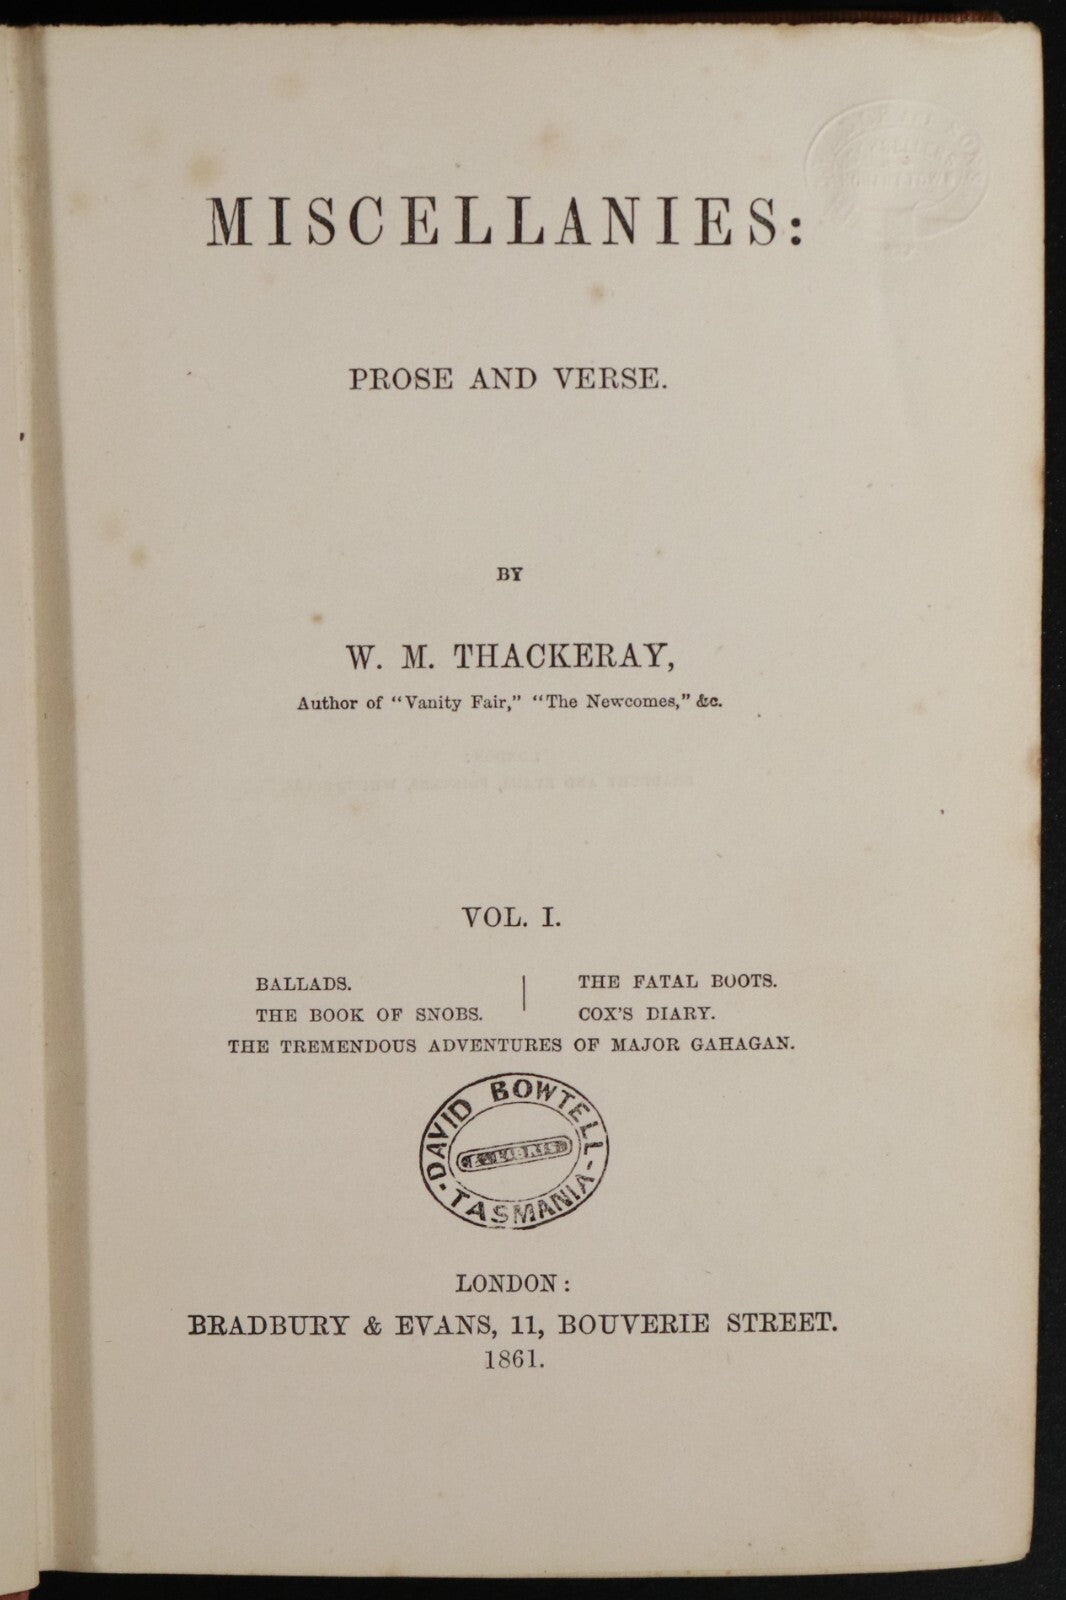 MISCELLANIES:
PROSE AND VERSE.
BY
W. M. THACKERAY,
Author of "Vanity Fair," "The Newcomes," &c.
VOL. I.
BALLADS.
THE BOOK OF SNOBS.
THE FATAL BOOTS.
COX'S DIARY.
THE TREMENDOUS ADVENTURES OF MAJOR GAHAGAN.
DAVID BOWTELL
-TASMANIA-
LONDON:
BRADBURY & EVANS, 11, BOUVERIE STREET.
1861.